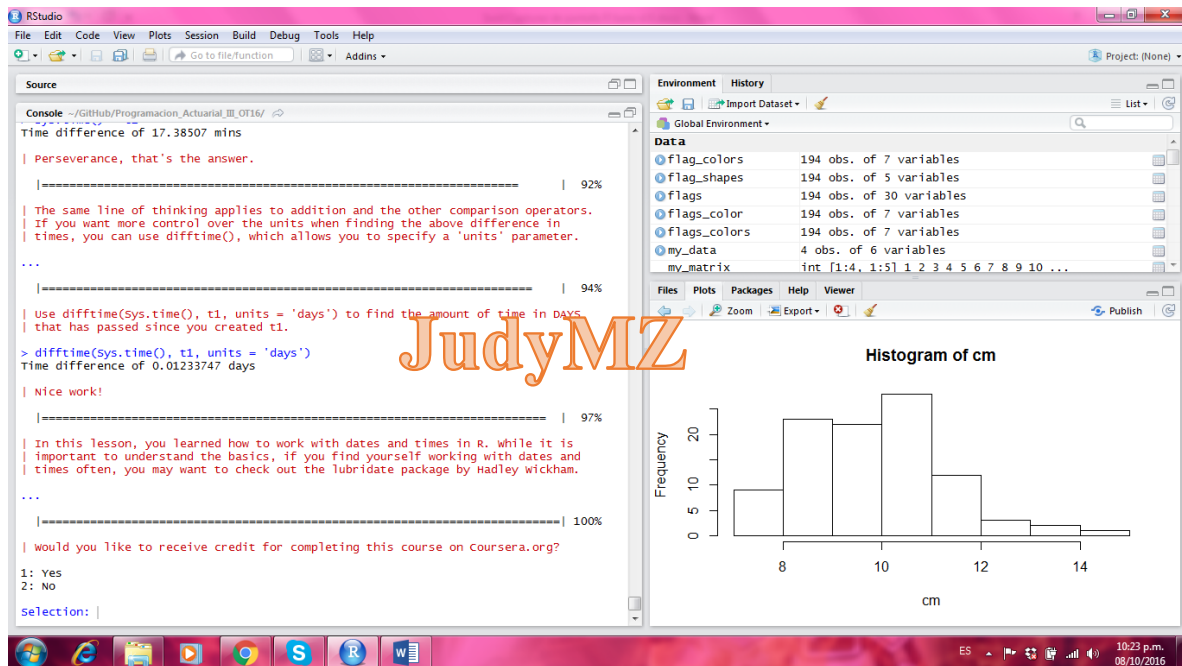 RStudio
File Edit Code View Plots Session Build Debug Tools Help
Go to file/function
Addins
Project: (None)
Source
Console ~/GitHub/Programacion_Actuarial_III_OT16/
Time difference of 17.38507 mins
| Perseverance, that's the answer.
|===================================================================== | 92%
| The same line of thinking applies to addition and the other comparison operators.
| If you want more control over the units when finding the above difference in
| times, you can use difftime(), which allows you to specify a 'units' parameter.
...
|======================================================================= | 94%
| Use difftime(Sys.time(), t1, units = 'days') to find the amount of time in DAYS
| that has passed since you created t1.
> difftime(Sys.time(), t1, units = 'days')
Time difference of 0.01233747 days
| Nice work!
|========================================================================= | 97%
| In this lesson, you learned how to work with dates and times in R. While it is
| important to understand the basics, if you find yourself working with dates and
| times often, you may want to check out the lubridate package by Hadley Wickham.
...
|===========================================================================| 100%
| Would you like to receive credit for completing this course on Coursera.org?
1: Yes
2: No
Selection:
JudyMZ
Environment History
Import Dataset
List
Global Environment
Data
flag_colors 194 obs. of 7 variables
flag_shapes 194 obs. of 5 variables
flags 194 obs. of 30 variables
flags_color 194 obs. of 7 variables
flags_colors 194 obs. of 7 variables
my_data 4 obs. of 6 variables
my_matrix int [1:4, 1:5] 1 2 3 4 5 6 7 8 9 10 ...
Files Plots Packages Help Viewer
Zoom Export Publish
Histogram of cm
Frequency
20
10
5
0
8 10 12 14
cm
ES
10:23 p.m.
08/10/2016